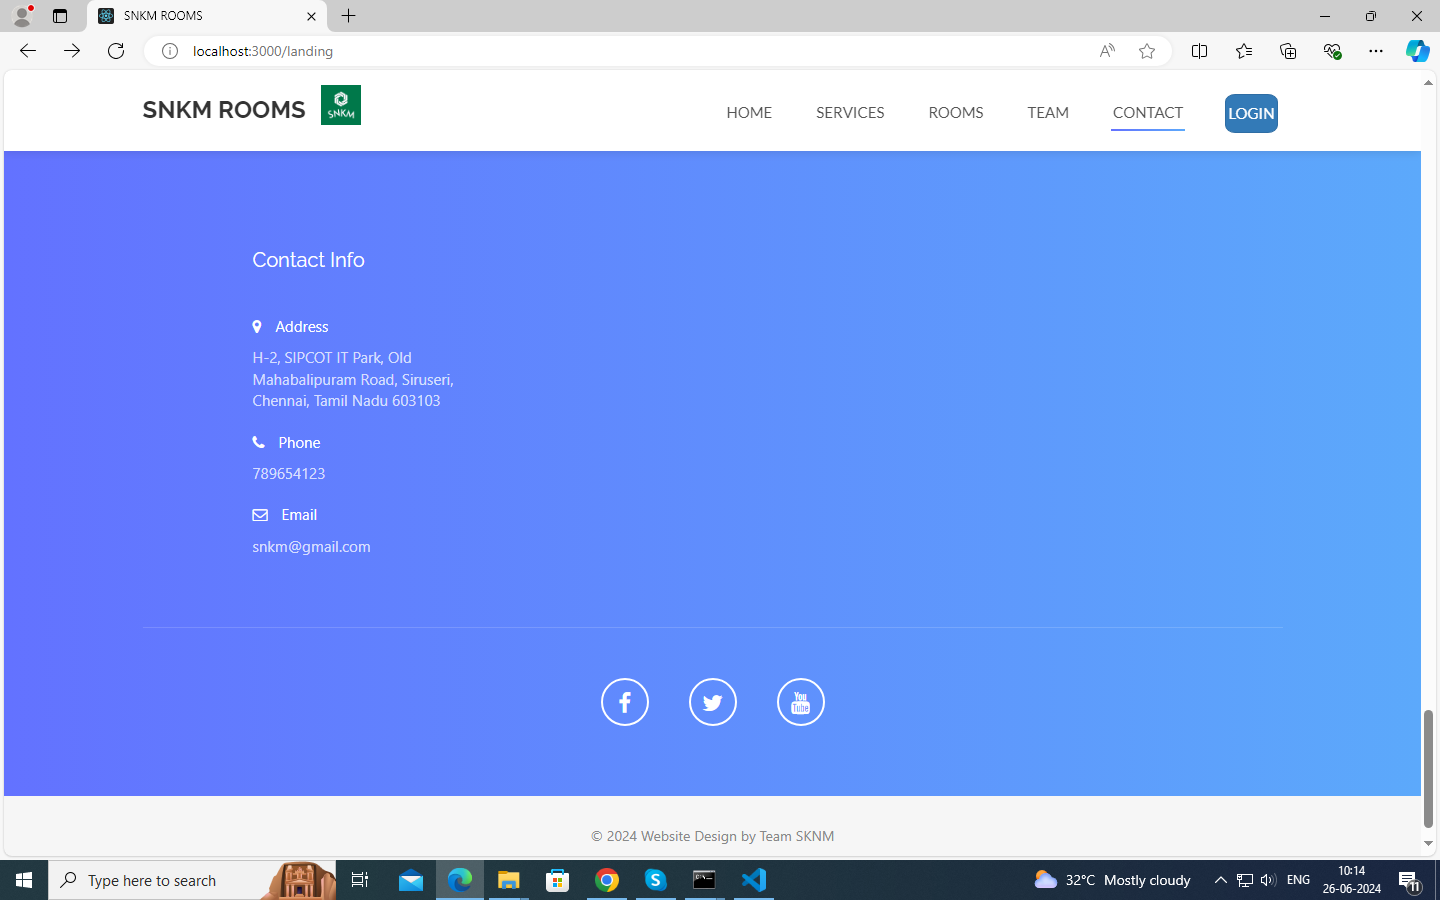 SNKM ROOMS
localhost:3000/landing
SNKM ROOMS
SNKM
HOME
SERVICES
ROOMS
TEAM
CONTACT
LOGIN
Contact Info
Address
H-2, SIPCOT IT Park, Old
Mahabalipuram Road, Siruseri,
Chennai, Tamil Nadu 603103
Phone
789654123
Email
snkm@gmail.com
You
Tube
© 2024 Website Design by Team SKNM
Type here to search
32°C Mostly cloudy
ENG
10:14
26-06-2024
11